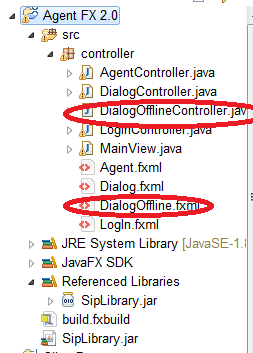 Agent FX 2.0
src
controller
AgentController.java
DialogController.java
DialogOfflineController.jav
LoginController.java
MainView.java
Agent.fxml
Dialog.fxml
DialogOffline.fxml
LogIn.fxml
JRE System Library [JavaSE-1.8
JavaFX SDK
Referenced Libraries
SipLibrary.jar
build.fxbuild
SipLibrary.jar